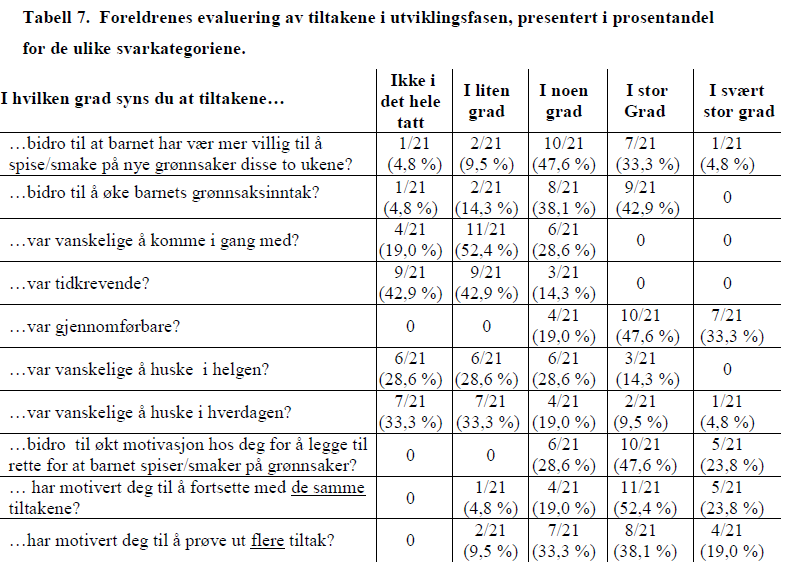 Tabell 7. Foreldrenes evaluering av tiltakene i utviklingsfasen, presentert i prosentandel
for de ulike svarkategoriene.
I hvilken grad syns du at tiltakene… Ikke i det hele tatt I liten grad I noen grad I stor Grad I svært stor grad
…bidro til at barnet har vær mer villig til å 1/21 2/21 10/21 7/21 1/21
spise/smake på nye grønnsaker disse to ukene? (4,8 %) (9,5 %) (47,6 %) (33,3 %) (4,8 %)
…bidro til å øke barnets grønnsaksinntak? 1/21 2/21 8/21 9/21 0
(4,8 %) (14,3 %) (38,1 %) (42,9 %)
…var vanskelige å komme i gang med? 4/21 11/21 6/21 0 0
(19,0 %) (52,4 %) (28,6 %)
…var tidkrevende? 9/21 9/21 3/21 0 0
(42,9 %) (42,9 %) (14,3 %)
…var gjennomførbare? 0 0 4/21 10/21 7/21
(19,0 %) (47,6 %) (33,3 %)
…var vanskelige å huske i helgen? 6/21 6/21 6/21 3/21 0
(28,6 %) (28,6 %) (28,6 %) (14,3 %)
…var vanskelige å huske i hverdagen? 7/21 7/21 4/21 2/21 1/21
(33,3 %) (33,3 %) (19,0 %) (9,5 %) (4,8 %)
…bidro til økt motivasjon hos deg for å legge til 0 0 6/21 10/21 5/21
rette for at barnet spiser/smaker på grønnsaker? (28,6 %) (47,6 %) (23,8 %)
… har motivert deg til å fortsette med de samme 0 1/21 4/21 11/21 5/21
tiltakene? (4,8 %) (19,0 %) (52,4 %) (23,8 %)
…har motivert deg til å prøve ut flere tiltak? 0 2/21 7/21 8/21 4/21
(9,5 %) (33,3 %) (38,1 %) (19,0 %)